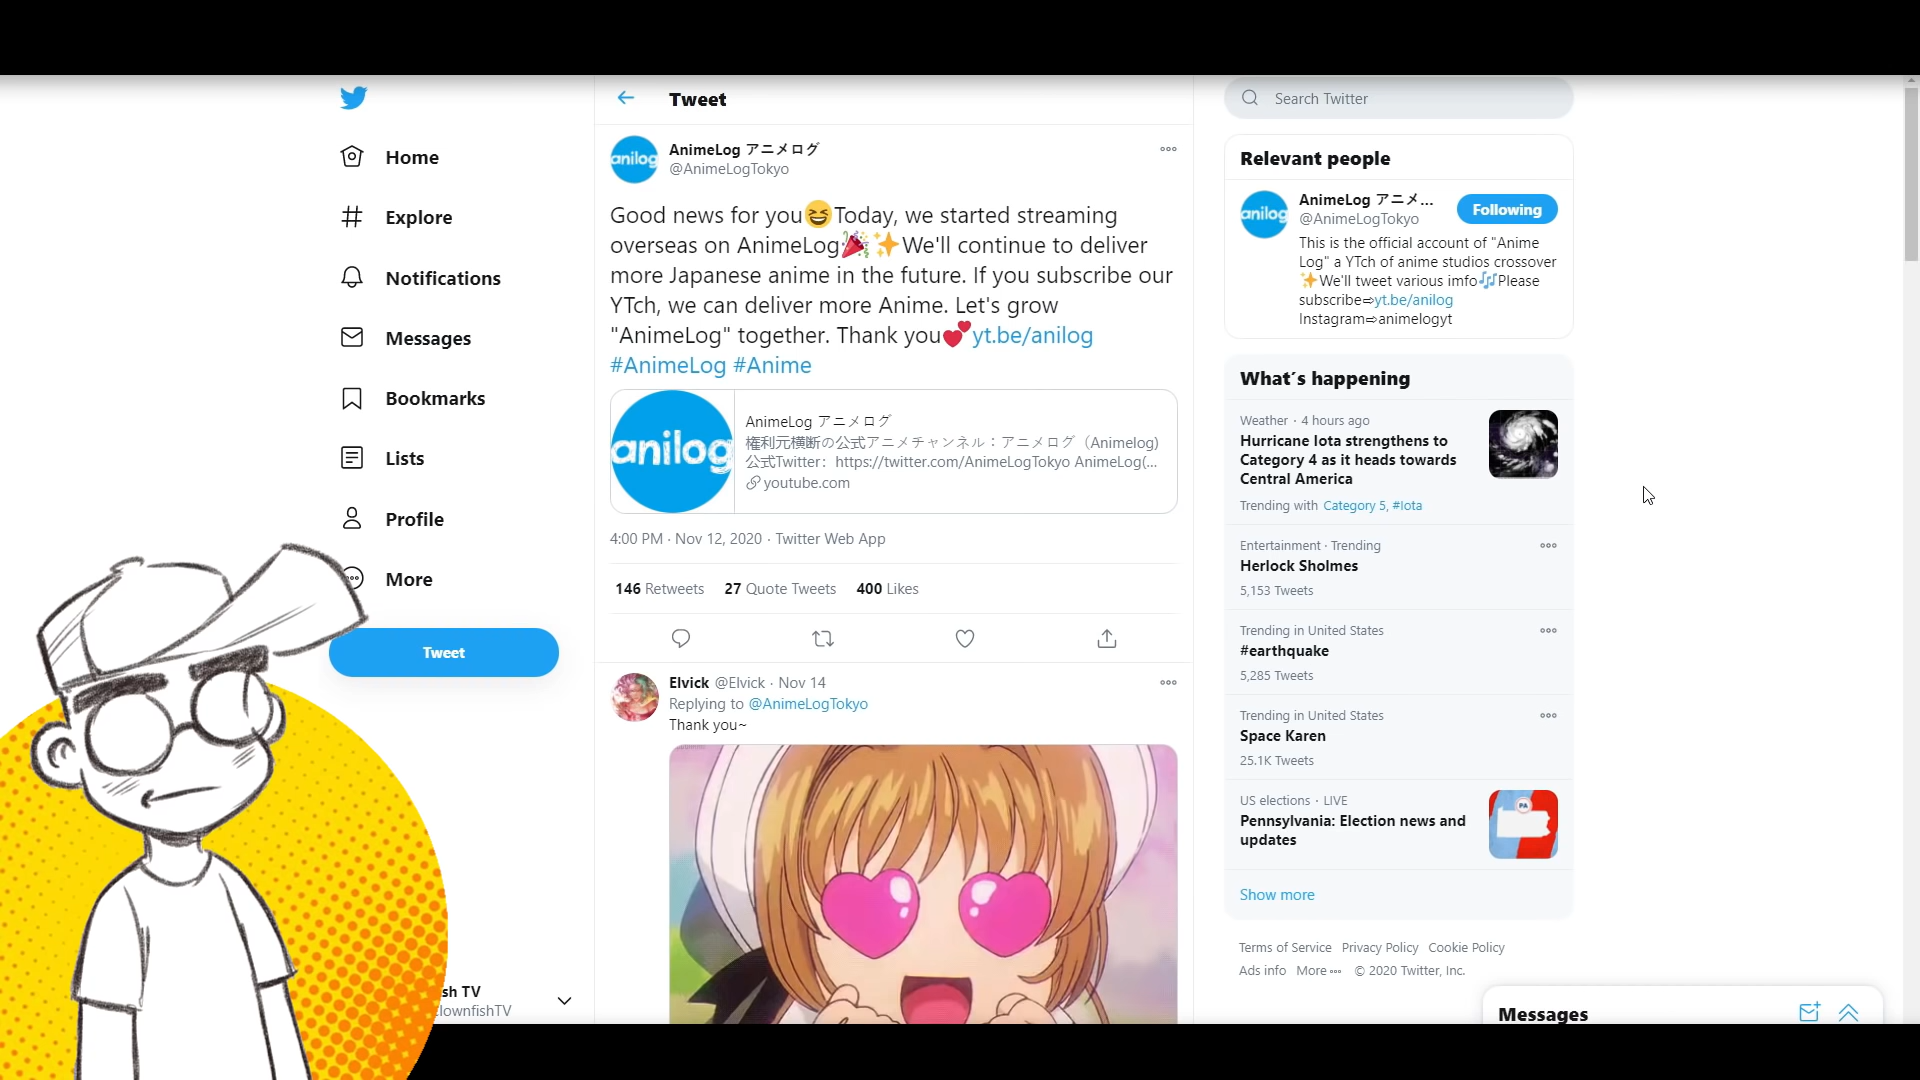 Home
Explore
Notifications
Messages
Bookmarks
Lists
Profile
More
Tweet
sh TV
lownfishTV
Tweet
anilog
AnimeLog アニメログ
@AnimeLogTokyo
Good news for you😆Today, we started streaming
overseas on AnimeLog🎉✨We'll continue to deliver
more Japanese anime in the future. If you subscribe our
YTch, we can deliver more Anime. Let's grow
"AnimeLog" together. Thank you💕yt.be/anilog
#AnimeLog #Anime
anilog
AnimeLog アニメログ
権利元横断の公式アニメチャンネル：アニメログ（Animelog)
公式Twitter：https://twitter.com/AnimeLogTokyo AnimeLog(...
youtube.com
4:00 PM · Nov 12, 2020 · Twitter Web App
146 Retweets 27 Quote Tweets 400 Likes
Elvick @Elvick · Nov 14
Replying to @AnimeLogTokyo
Thank you~
Search Twitter
Relevant people
anilog
AnimeLog アニメ...
Following
@AnimeLogTokyo
This is the official account of "Anime
Log" a YTch of anime studios crossover
✨We'll tweet various imfo🎶Please
subscribe⇨yt.be/anilog
Instagram⇨animelogyt
What's happening
Weather · 4 hours ago
Hurricane Iota strengthens to
Category 4 as it heads towards
Central America
Trending with Category 5, #Iota
Entertainment · Trending
Herlock Sholmes
5,153 Tweets
Trending in United States
#earthquake
5,285 Tweets
Trending in United States
Space Karen
25.1K Tweets
US elections · LIVE
Pennsylvania: Election news and
updates
PA
Show more
Terms of Service Privacy Policy Cookie Policy
Ads info More © 2020 Twitter, Inc.
Messages